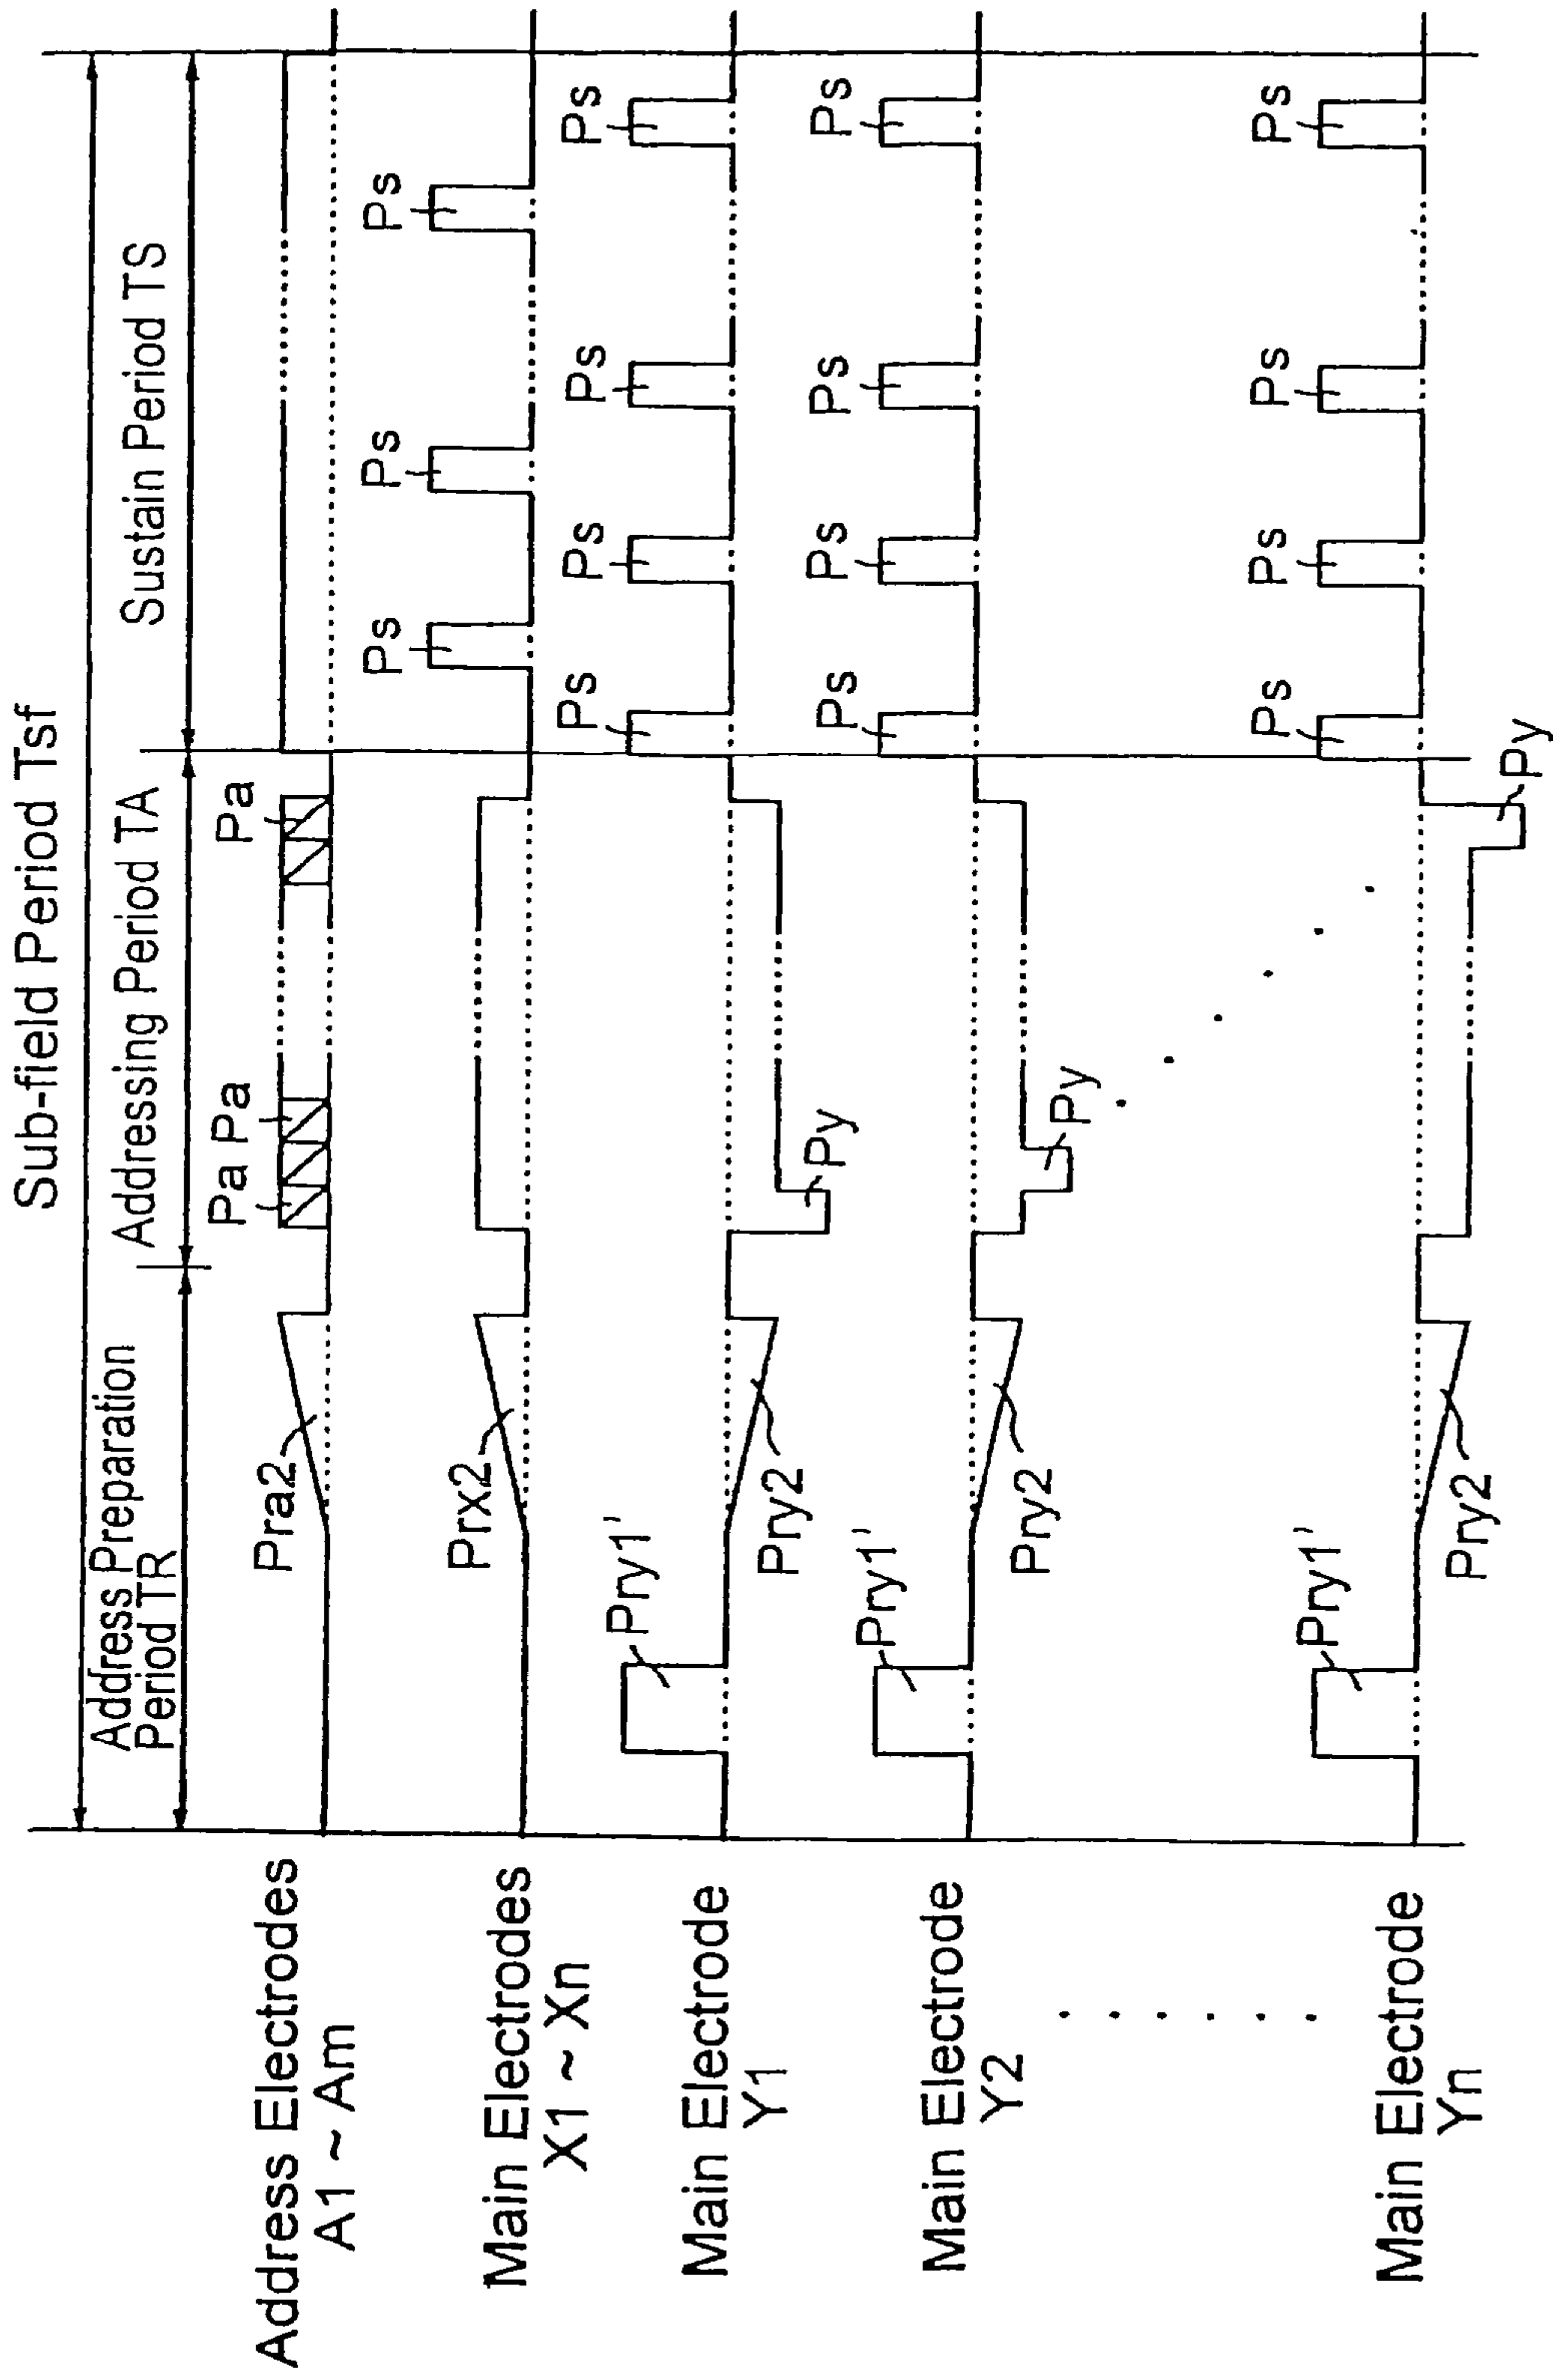 Sub-field Period Tsf
Address Preparation
Period TR
Addressing Period TA
Sustain Period TS
Address Electrodes
A1 ~ Am
Pra2
Pa
Pa
Pa
Main Electrodes
X1 ~ Xn
Prx2
Ps
Ps
Ps
Main Electrode
Y1
Pry1'
Pry2
Py
Ps
Ps
Ps
Ps
Main Electrode
Y2
Pry1'
Pry2
Py
Ps
Ps
Ps
Ps
Main Electrode
Yn
Pry1'
Pry2
Py
Ps
Ps
Ps
Ps